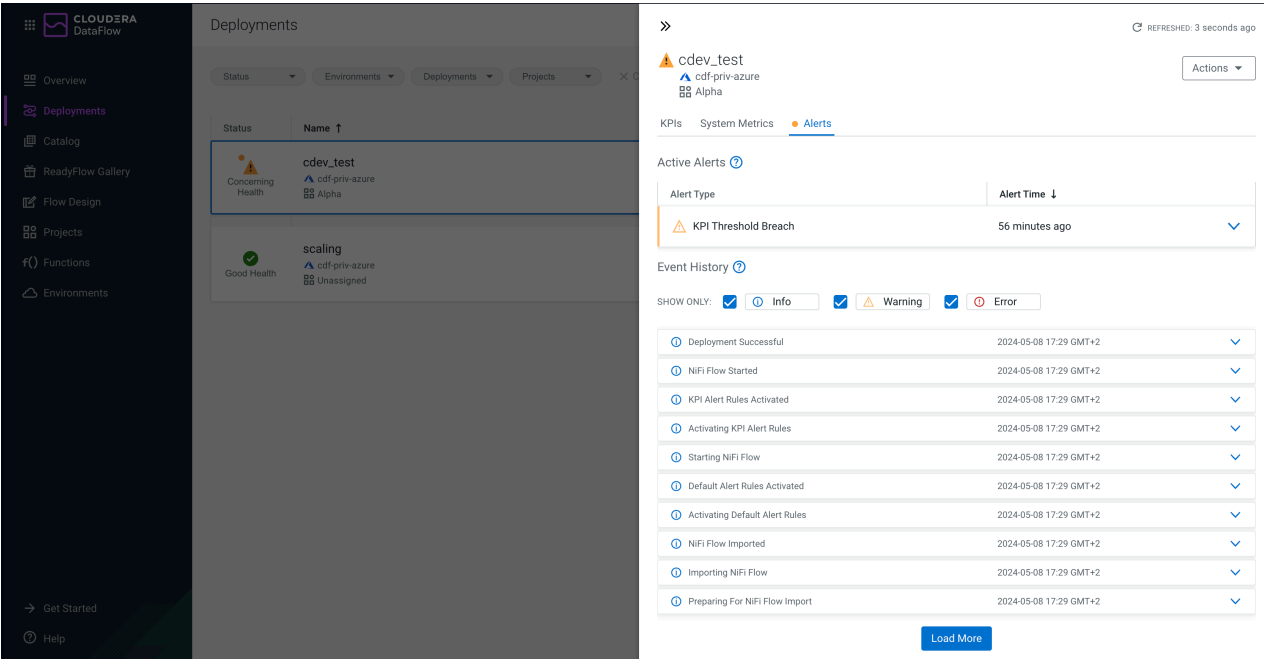 CLOUDERA
DataFlow
Overview
Deployments
Catalog
ReadyFlow Gallery
Flow Design
Projects
Functions
Environments
Get Started
Help
Deployments
Status
Environments
Deployments
Projects
Status
Name ↑
Concerning
Health
cdev_test
cdf-priv-azure
Alpha
Good Health
scaling
cdf-priv-azure
Unassigned
REFRESHED: 3 seconds ago
cdev_test
cdf-priv-azure
Alpha
Actions
KPIs System Metrics Alerts
Active Alerts
Alert Type Alert Time ↓
KPI Threshold Breach 56 minutes ago
Event History
SHOW ONLY: Info Warning Error
Deployment Successful 2024-05-08 17:29 GMT+2
NiFi Flow Started 2024-05-08 17:29 GMT+2
KPI Alert Rules Activated 2024-05-08 17:29 GMT+2
Activating KPI Alert Rules 2024-05-08 17:29 GMT+2
Starting NiFi Flow 2024-05-08 17:29 GMT+2
Default Alert Rules Activated 2024-05-08 17:29 GMT+2
Activating Default Alert Rules 2024-05-08 17:29 GMT+2
NiFi Flow Imported 2024-05-08 17:29 GMT+2
Importing NiFi Flow 2024-05-08 17:29 GMT+2
Preparing For NiFi Flow Import 2024-05-08 17:29 GMT+2
Load More